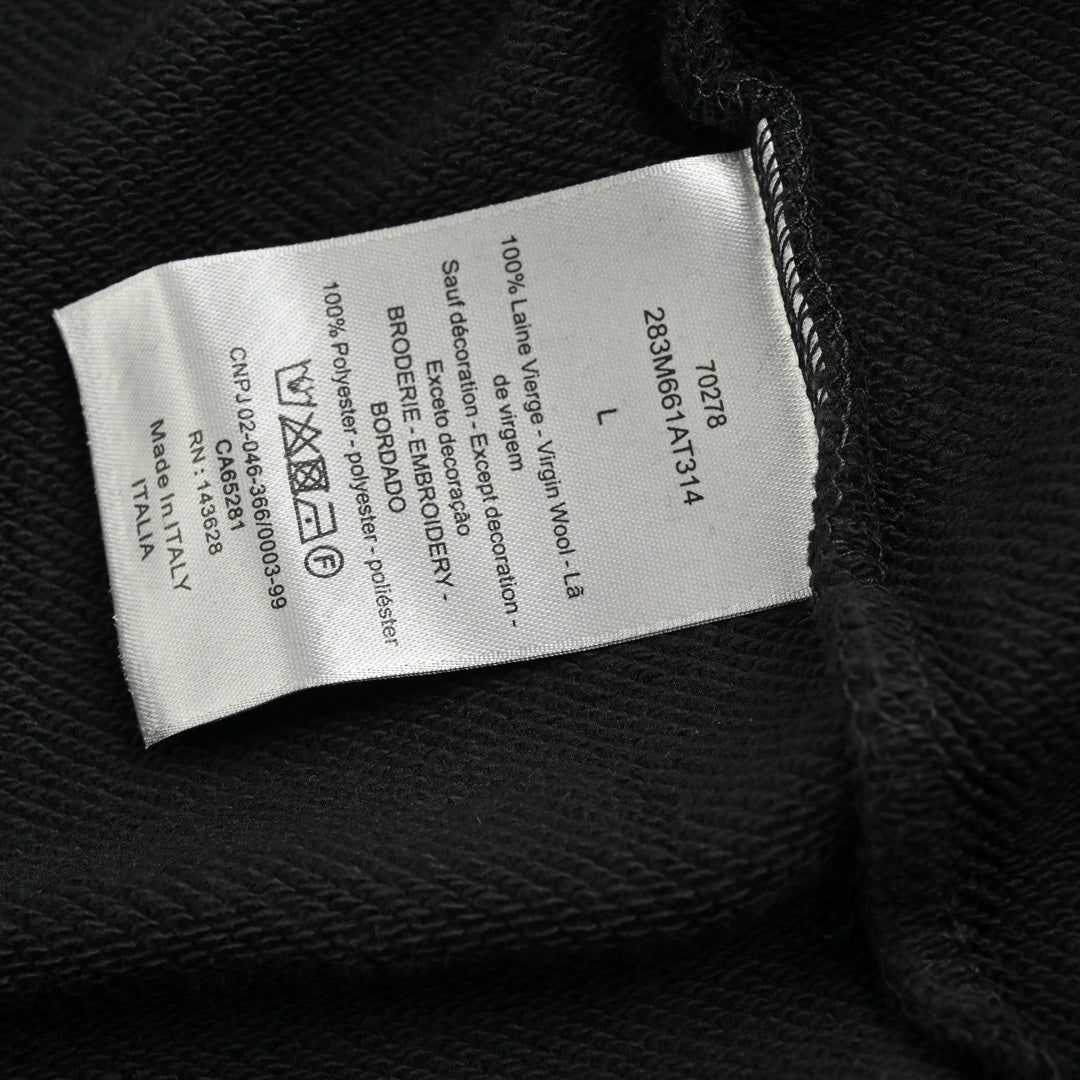 70278
283M661AT314
L
100% Laine Vierge - Virgin Wool - Lã
de virgem
Sauf décoration - Except decoration -
Exceto decoração
BRODERIE - EMBROIDERY -
BORDADO
100% Polyester - polyester - poliéster
F
CNPJ 02-046-366/0003-99
CA65281
RN : 143628
Made In ITALY
ITALIA